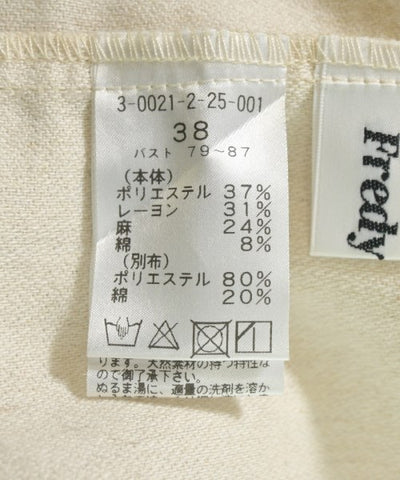 3-0021-2-25-001
38
バスト 79~87
(本体)
ポリエステル 37%
レーヨン 31%
麻 24%
綿 8%
(別布)
ポリエステル 80%
綿 20%
ります。天然素材の持つ特性な
ので御了承下さい。
ぬるま湯に、適量の洗剤を溶か
Fredy